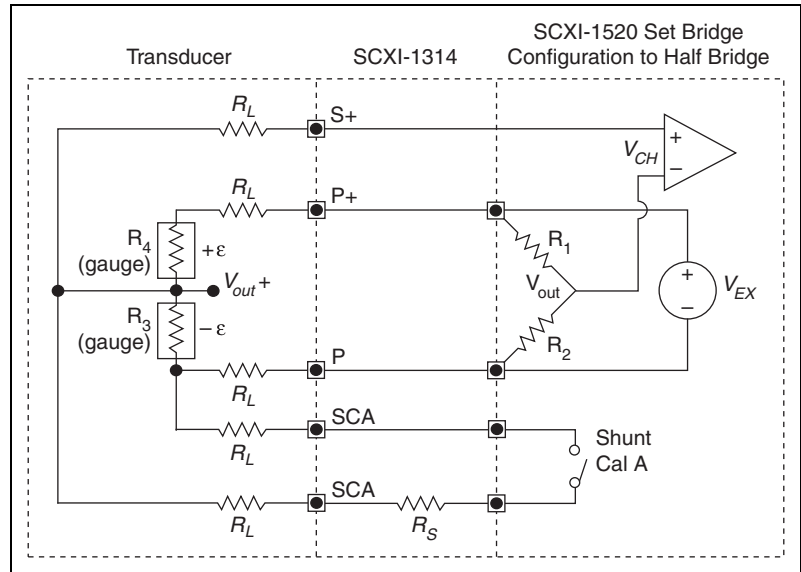 SCXI-1520 Set Bridge
Configuration to Half Bridge
Transducer
SCXI-1314
R_L
S+
V_CH
+
–
R_L
P+
R_4
(gauge)
+ε
R_1
V_out+
V_out
+
–
V_EX
R_3
(gauge)
–ε
R_2
P
R_L
SCA
R_L
Shunt
Cal A
SCA
R_L
R_S